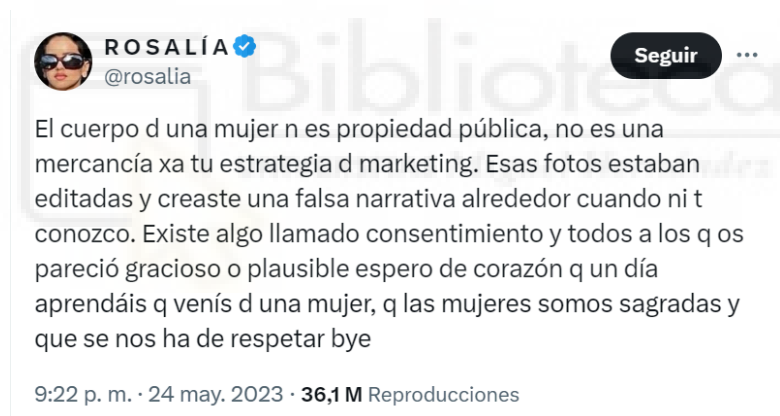 ROSALÍA
Seguir
@rosalia
El cuerpo d una mujer n es propiedad pública, no es una
mercancía xa tu estrategia d marketing. Esas fotos estaban
editadas y creaste una falsa narrativa alrededor cuando ni t
conozco. Existe algo llamado consentimiento y todos a los q os
pareció gracioso o plausible espero de corazón q un día
aprendáis q venís d una mujer, q las mujeres somos sagradas y
que se nos ha de respetar bye
9:22 p. m. · 24 may. 2023 · 36,1 M Reproducciones
Biblioteca